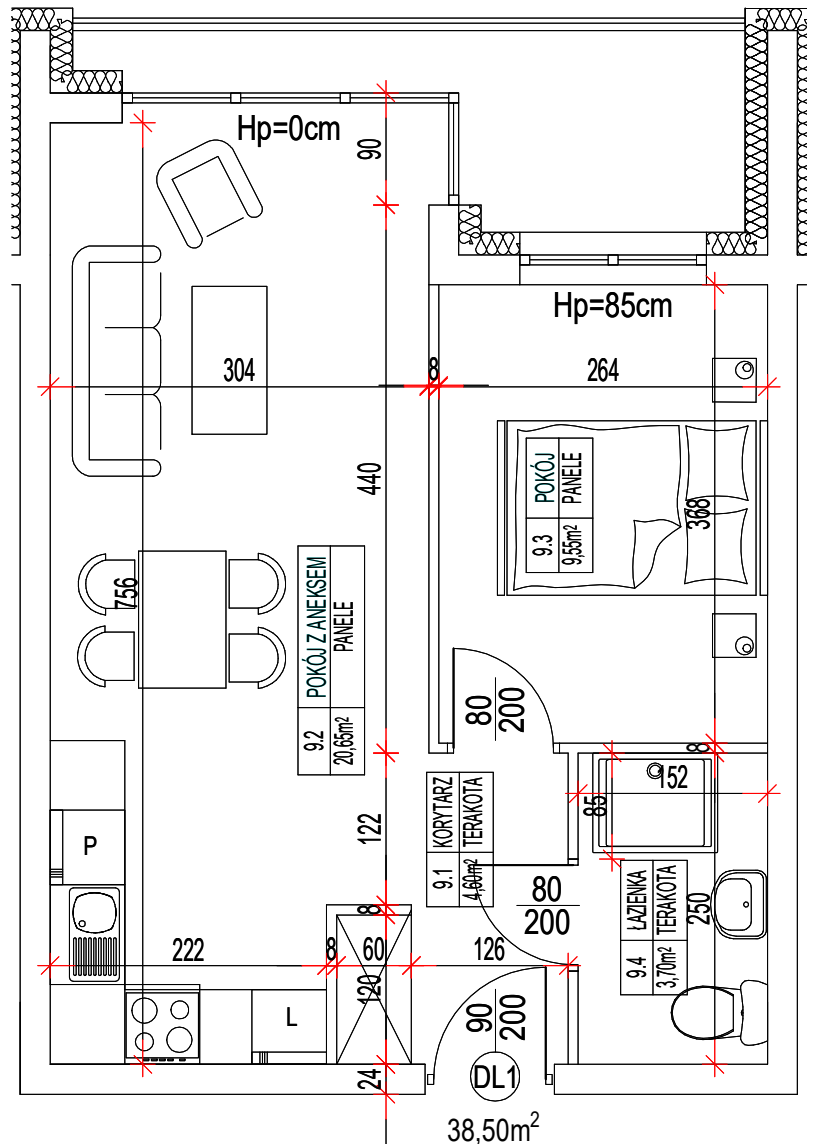 Hp=0cm
90
Hp=85cm
304
8
264
440
368
9.3 POKÓJ
9,55m² PANELE
756
9.2 POKÓJ Z ANEKSEM
20,65m² PANELE
80
200
8
152
85
122
P
9.1 KORYTARZ
4,60m² TERAKOTA
80
200
9.4 ŁAZIENKA
3,70m² TERAKOTA
250
8
222
8
60
126
120
L
90
200
24
DL1
38,50m²